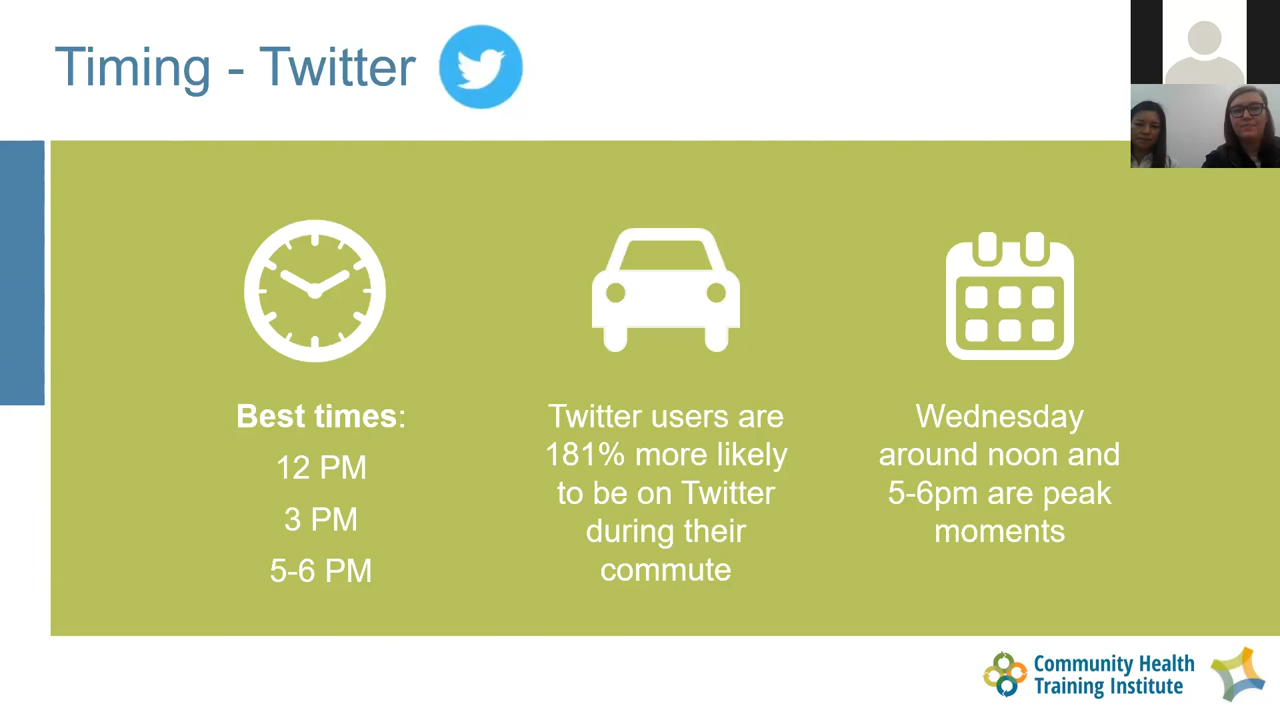 Timing - Twitter
Best times:
12 PM
3 PM
5-6 PM
Twitter users are
181% more likely
to be on Twitter
during their
commute
Wednesday
around noon and
5-6pm are peak
moments
Community Health
Training Institute